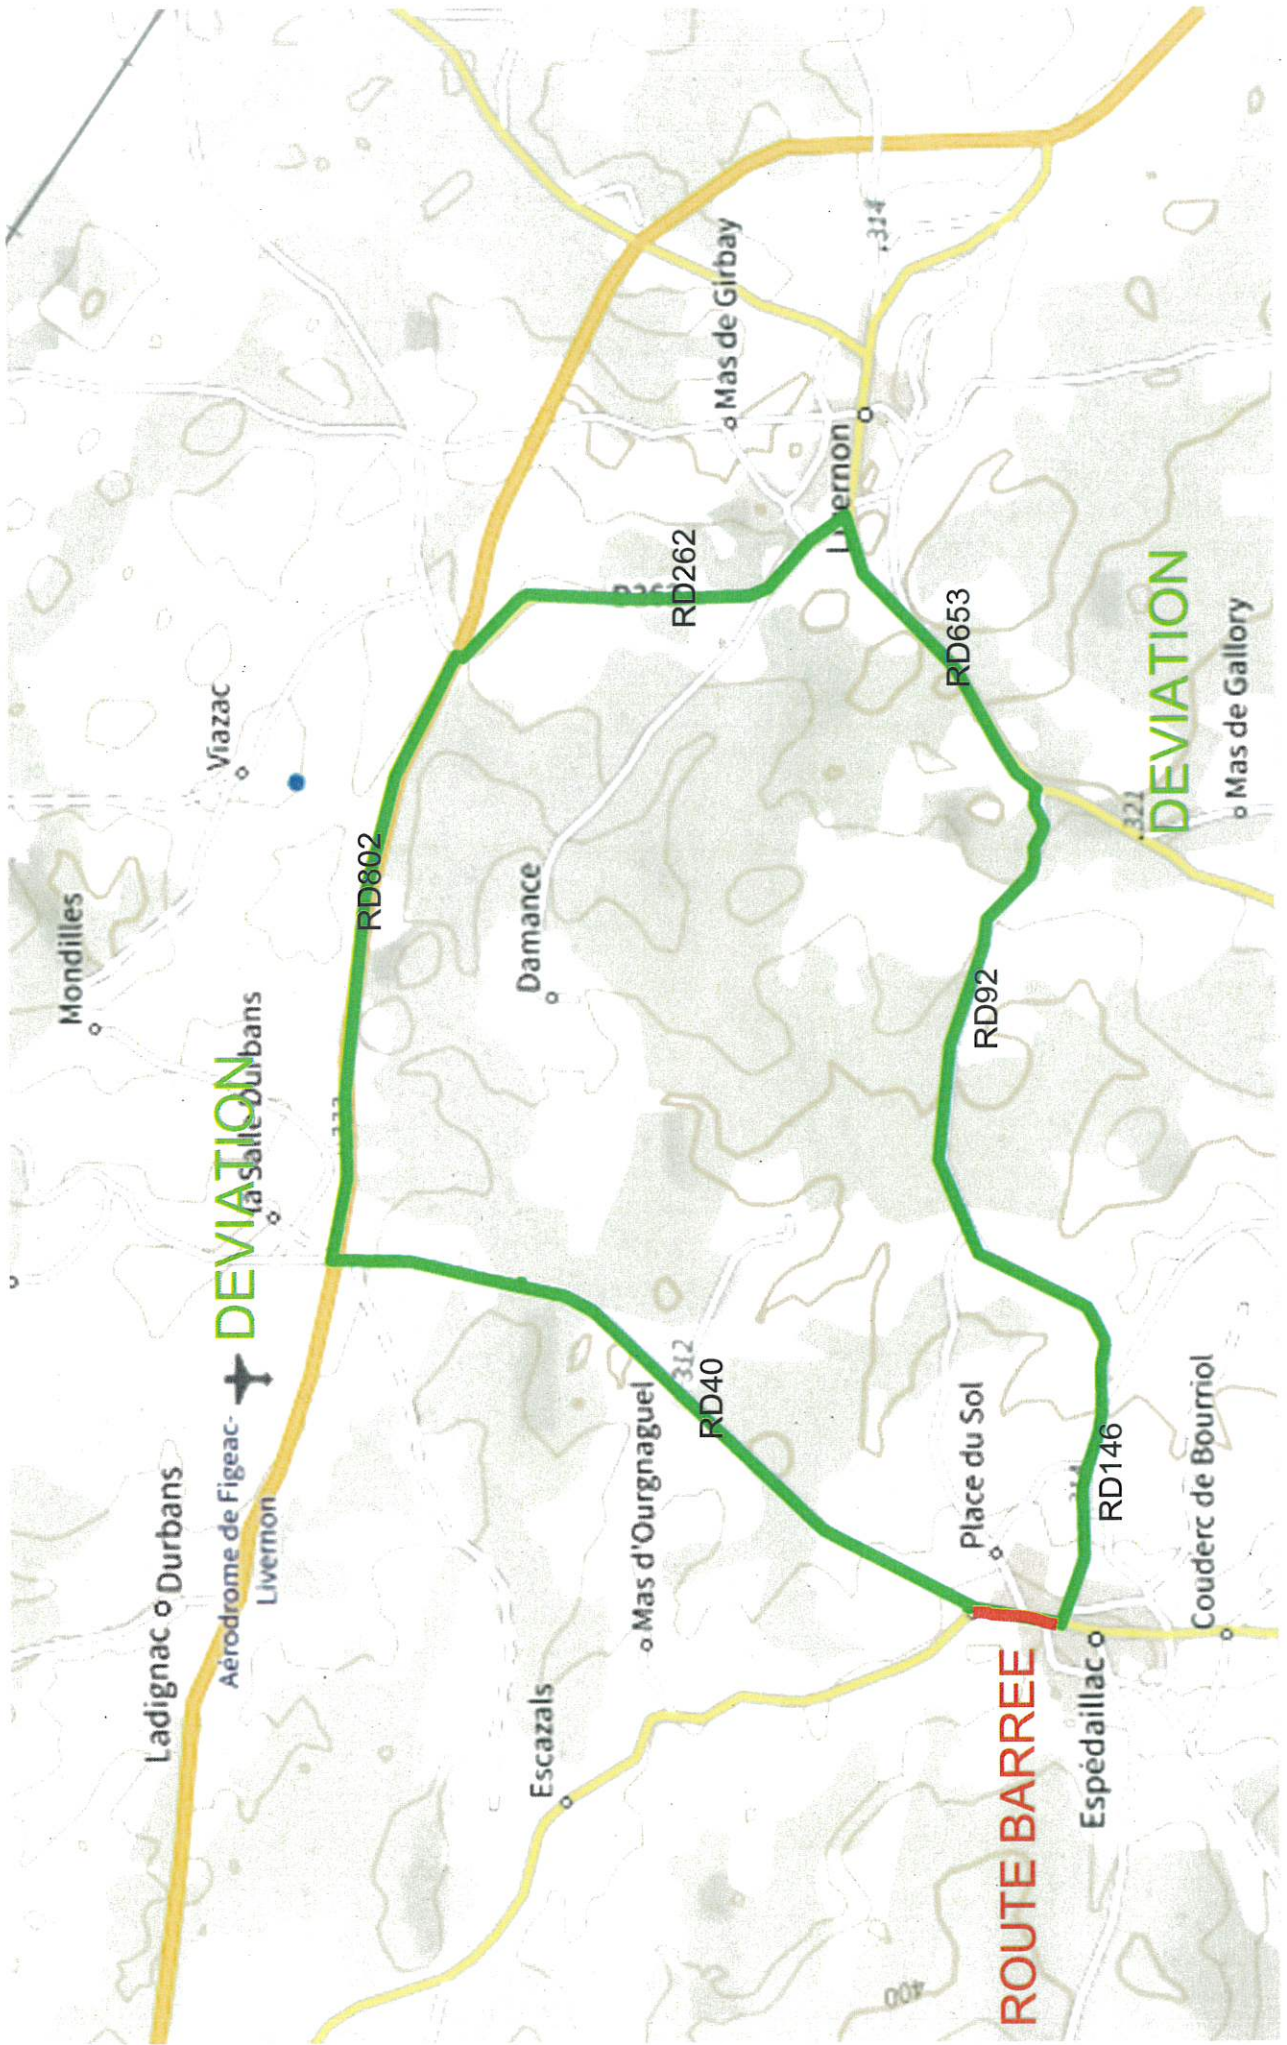 Mondilles
Viazac
DEVIATION
la Salle Durbans
Ladignac
Durbans
Aérodrome de Figeac-
Livernon
RD802
Damance
Mas de Girbay
.314
RD262
Livernon
RD653
DEVIATION
.321
Mas de Gallory
RD92
312
RD40
Mas d'Ourgnaguel
Escazals
Place du Sol
RD146
Couderc de Bourriol
Espédaillac
ROUTE BARREE
400